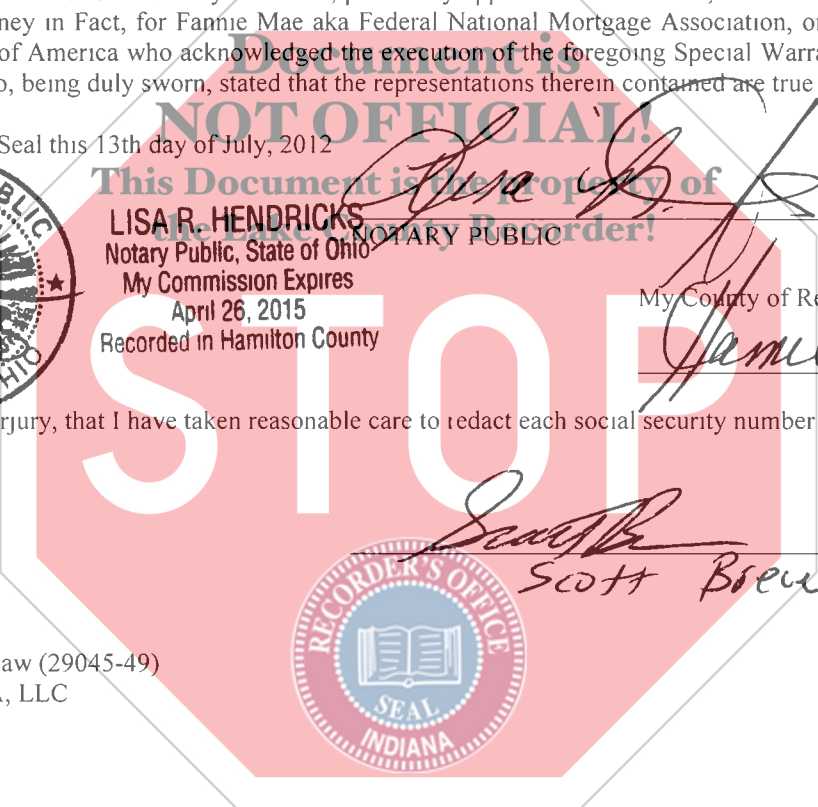 ney in Fact, for Fannie Mae aka Federal National Mortgage Association, or
of America who acknowledged the execution of the foregoing Special Warra
o, being duly sworn, stated that the representations therein contained are true
Document is
NOT OFFICIAL!
This Document is the property of
the Lake County Recorder!
Seal this 13th day of July, 2012
LISA R. HENDRICKS
Notary Public, State of Ohio
My Commission Expires
April 26, 2015
Recorded in Hamilton County
NOTARY PUBLIC
My County of Re
STOP
rjury, that I have taken reasonable care to redact each social security number
Scott
RECORDER'S OFFICE
SEAL
INDIANA
aw (29045-49)
A, LLC